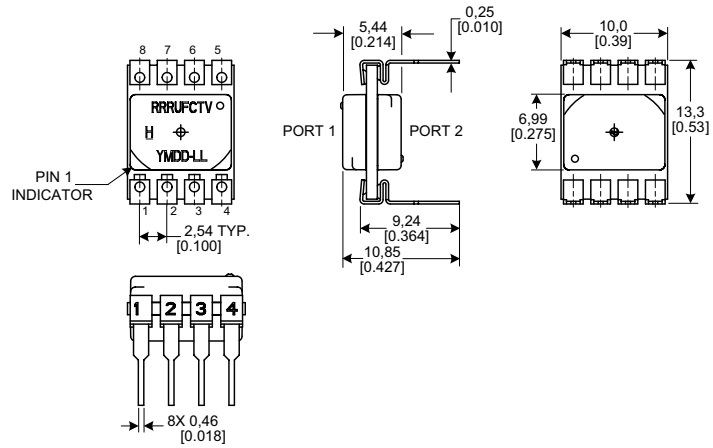 8 7 6 5
RRRUFCTV
H
YMDD-LL
PIN 1
INDICATOR
1 2 3 4
2,54 TYP.
[0.100]
5,44
[0.214]
0,25
[0.010]
PORT 1
PORT 2
9,24
[0.364]
10,85
[0.427]
10,0
[0.39]
6,99
[0.275]
13,3
[0.53]
1 2 3 4
8X 0,46
[0.018]